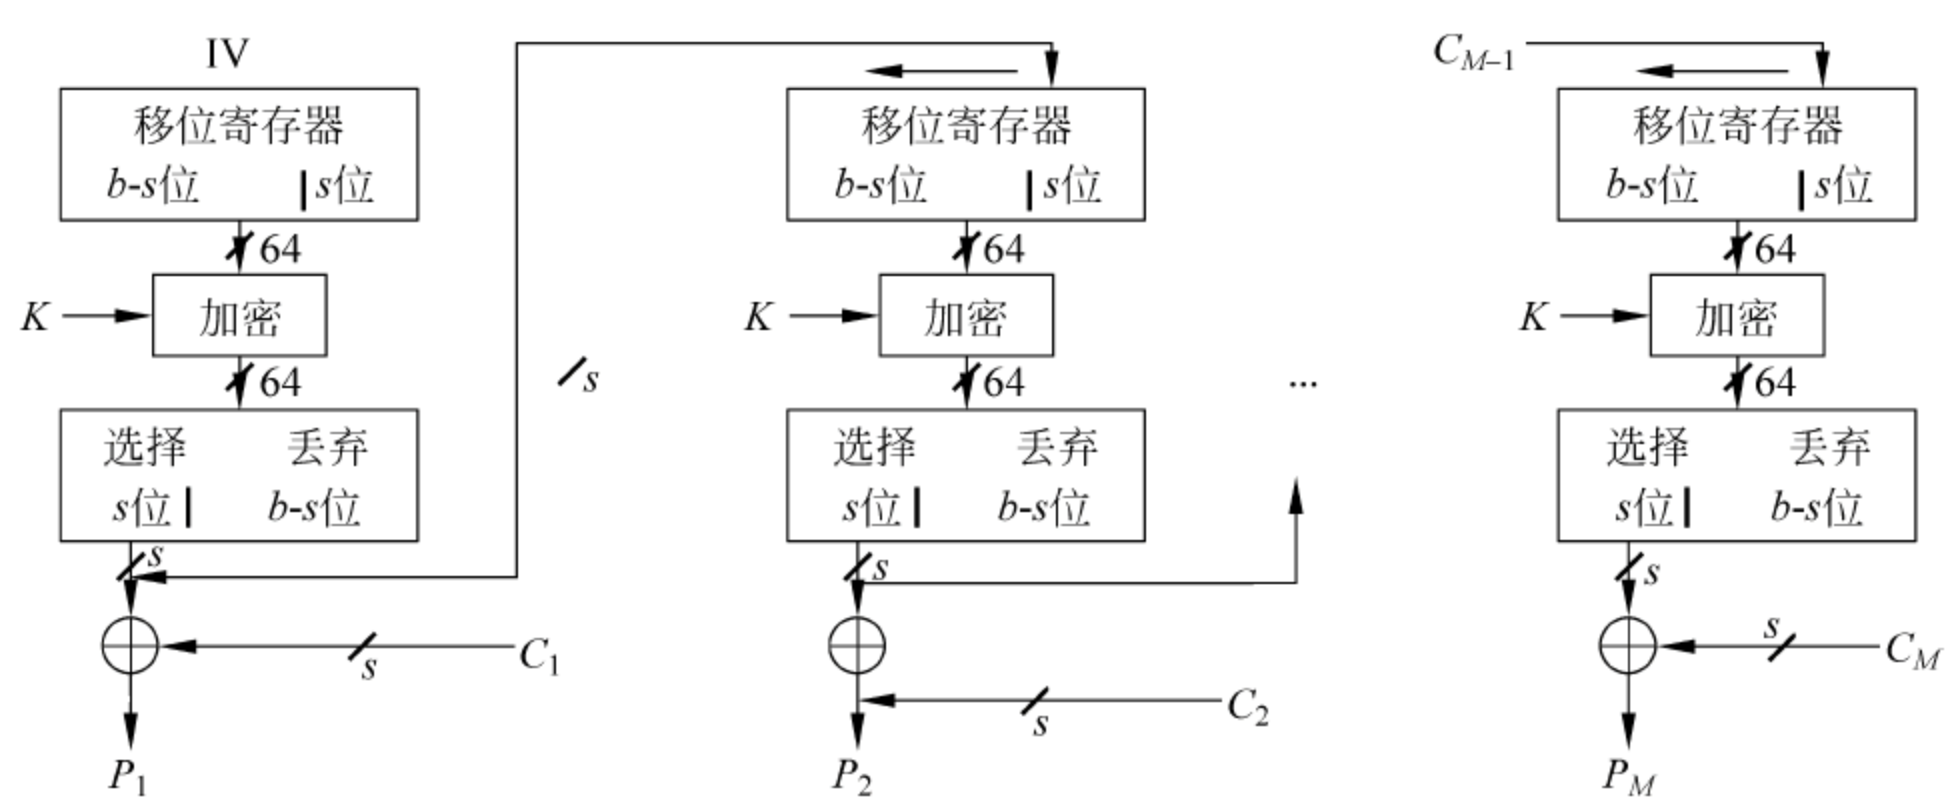 IV
C_{M-1}
移位寄存器
b-s位 | s位
移位寄存器
b-s位 | s位
移位寄存器
b-s位 | s位
64
64
64
K
加密
K
加密
K
加密
64
64
64
s
...
选择 丢弃
s位 | b-s位
选择 丢弃
s位 | b-s位
选择 丢弃
s位 | b-s位
s
s
s
s
C₁
s
C_M
s
C₂
P₁
P₂
P_M